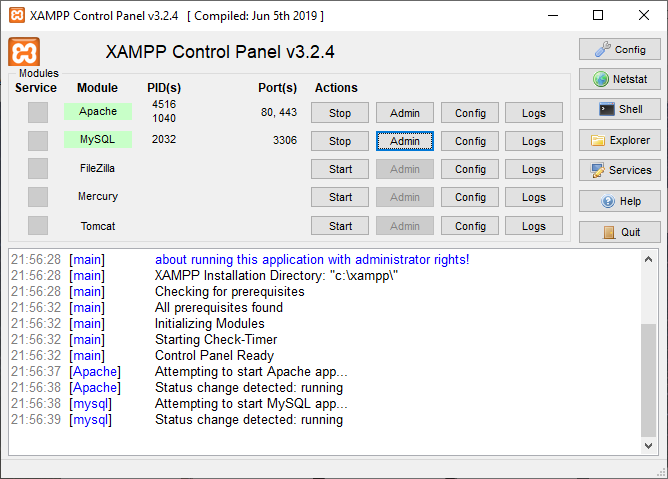 XAMPP Control Panel v3.2.4 [ Compiled: Jun 5th 2019 ]
XAMPP Control Panel v3.2.4
Config
Modules
Service Module PID(s) Port(s) Actions
Netstat
Apache 4516 1040 80, 443 Stop Admin Config Logs
Shell
MySQL 2032 3306 Stop Admin Config Logs
Explorer
FileZilla Start Admin Config Logs
Services
Mercury Start Admin Config Logs
Help
Tomcat Start Admin Config Logs
Quit
21:56:28 [main] about running this application with administrator rights!
21:56:28 [main] XAMPP Installation Directory: "c:\xampp\"
21:56:28 [main] Checking for prerequisites
21:56:32 [main] All prerequisites found
21:56:32 [main] Initializing Modules
21:56:32 [main] Starting Check-Timer
21:56:32 [main] Control Panel Ready
21:56:37 [Apache] Attempting to start Apache app...
21:56:38 [Apache] Status change detected: running
21:56:38 [mysql] Attempting to start MySQL app...
21:56:39 [mysql] Status change detected: running